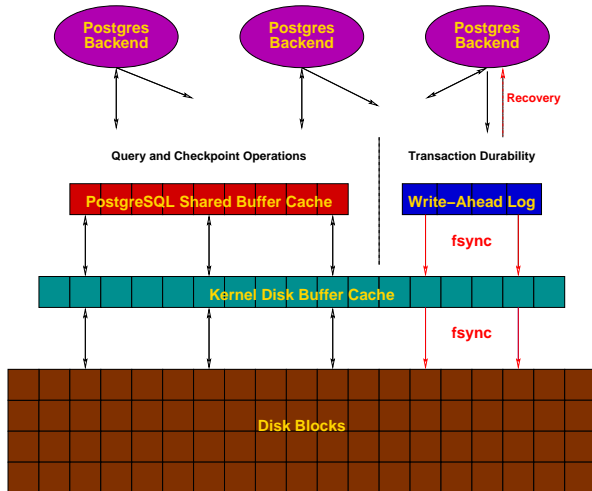 Postgres
Backend
Postgres
Backend
Postgres
Backend
Recovery
Query and Checkpoint Operations
Transaction Durability
PostgreSQL Shared Buffer Cache
Write−Ahead Log
fsync
Kernel Disk Buffer Cache
fsync
Disk Blocks